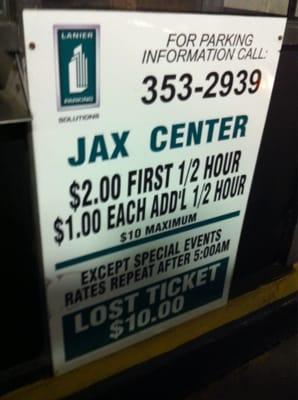 LANIER
PARKING
SOLUTIONS
FOR PARKING
INFORMATION CALL:
353-2939
JAX CENTER
$2.00 FIRST 1/2 HOUR
$1.00 EACH ADD'L 1/2 HOUR
$10 MAXIMUM
EXCEPT SPECIAL EVENTS
RATES REPEAT AFTER 5:00AM
LOST TICKET
$10.00